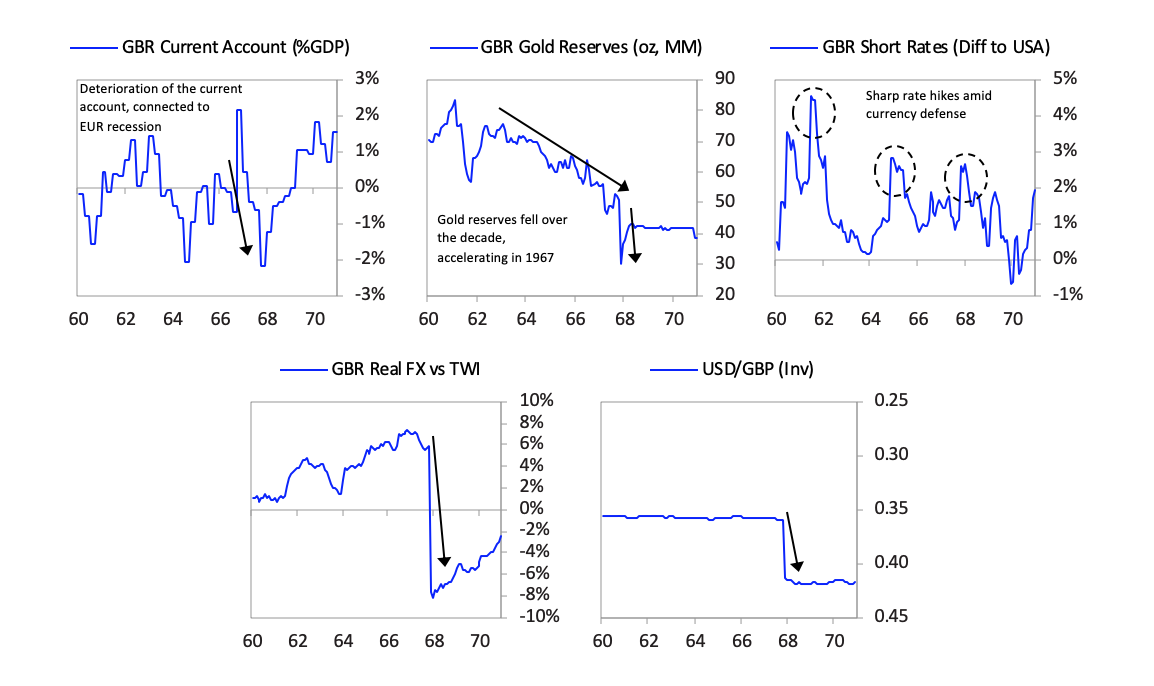 GBR Current Account (%GDP)
Deterioration of the current
account, connected to
EUR recession
3%
2%
1%
0%
-1%
-2%
-3%
60 62 64 66 68 70
GBR Gold Reserves (oz, MM)
Gold reserves fell over
the decade,
accelerating in 1967
90
80
70
60
50
40
30
20
60 62 64 66 68 70
GBR Short Rates (Diff to USA)
Sharp rate hikes amid
currency defense
5%
4%
3%
2%
1%
0%
-1%
60 62 64 65 68 70
GBR Real FX vs TWI
10%
8%
6%
4%
2%
0%
-2%
-4%
-6%
-8%
-10%
60 62 64 66 68 70
USD/GBP (Inv)
0.25
0.30
0.35
0.40
0.45
60 62 64 66 68 70